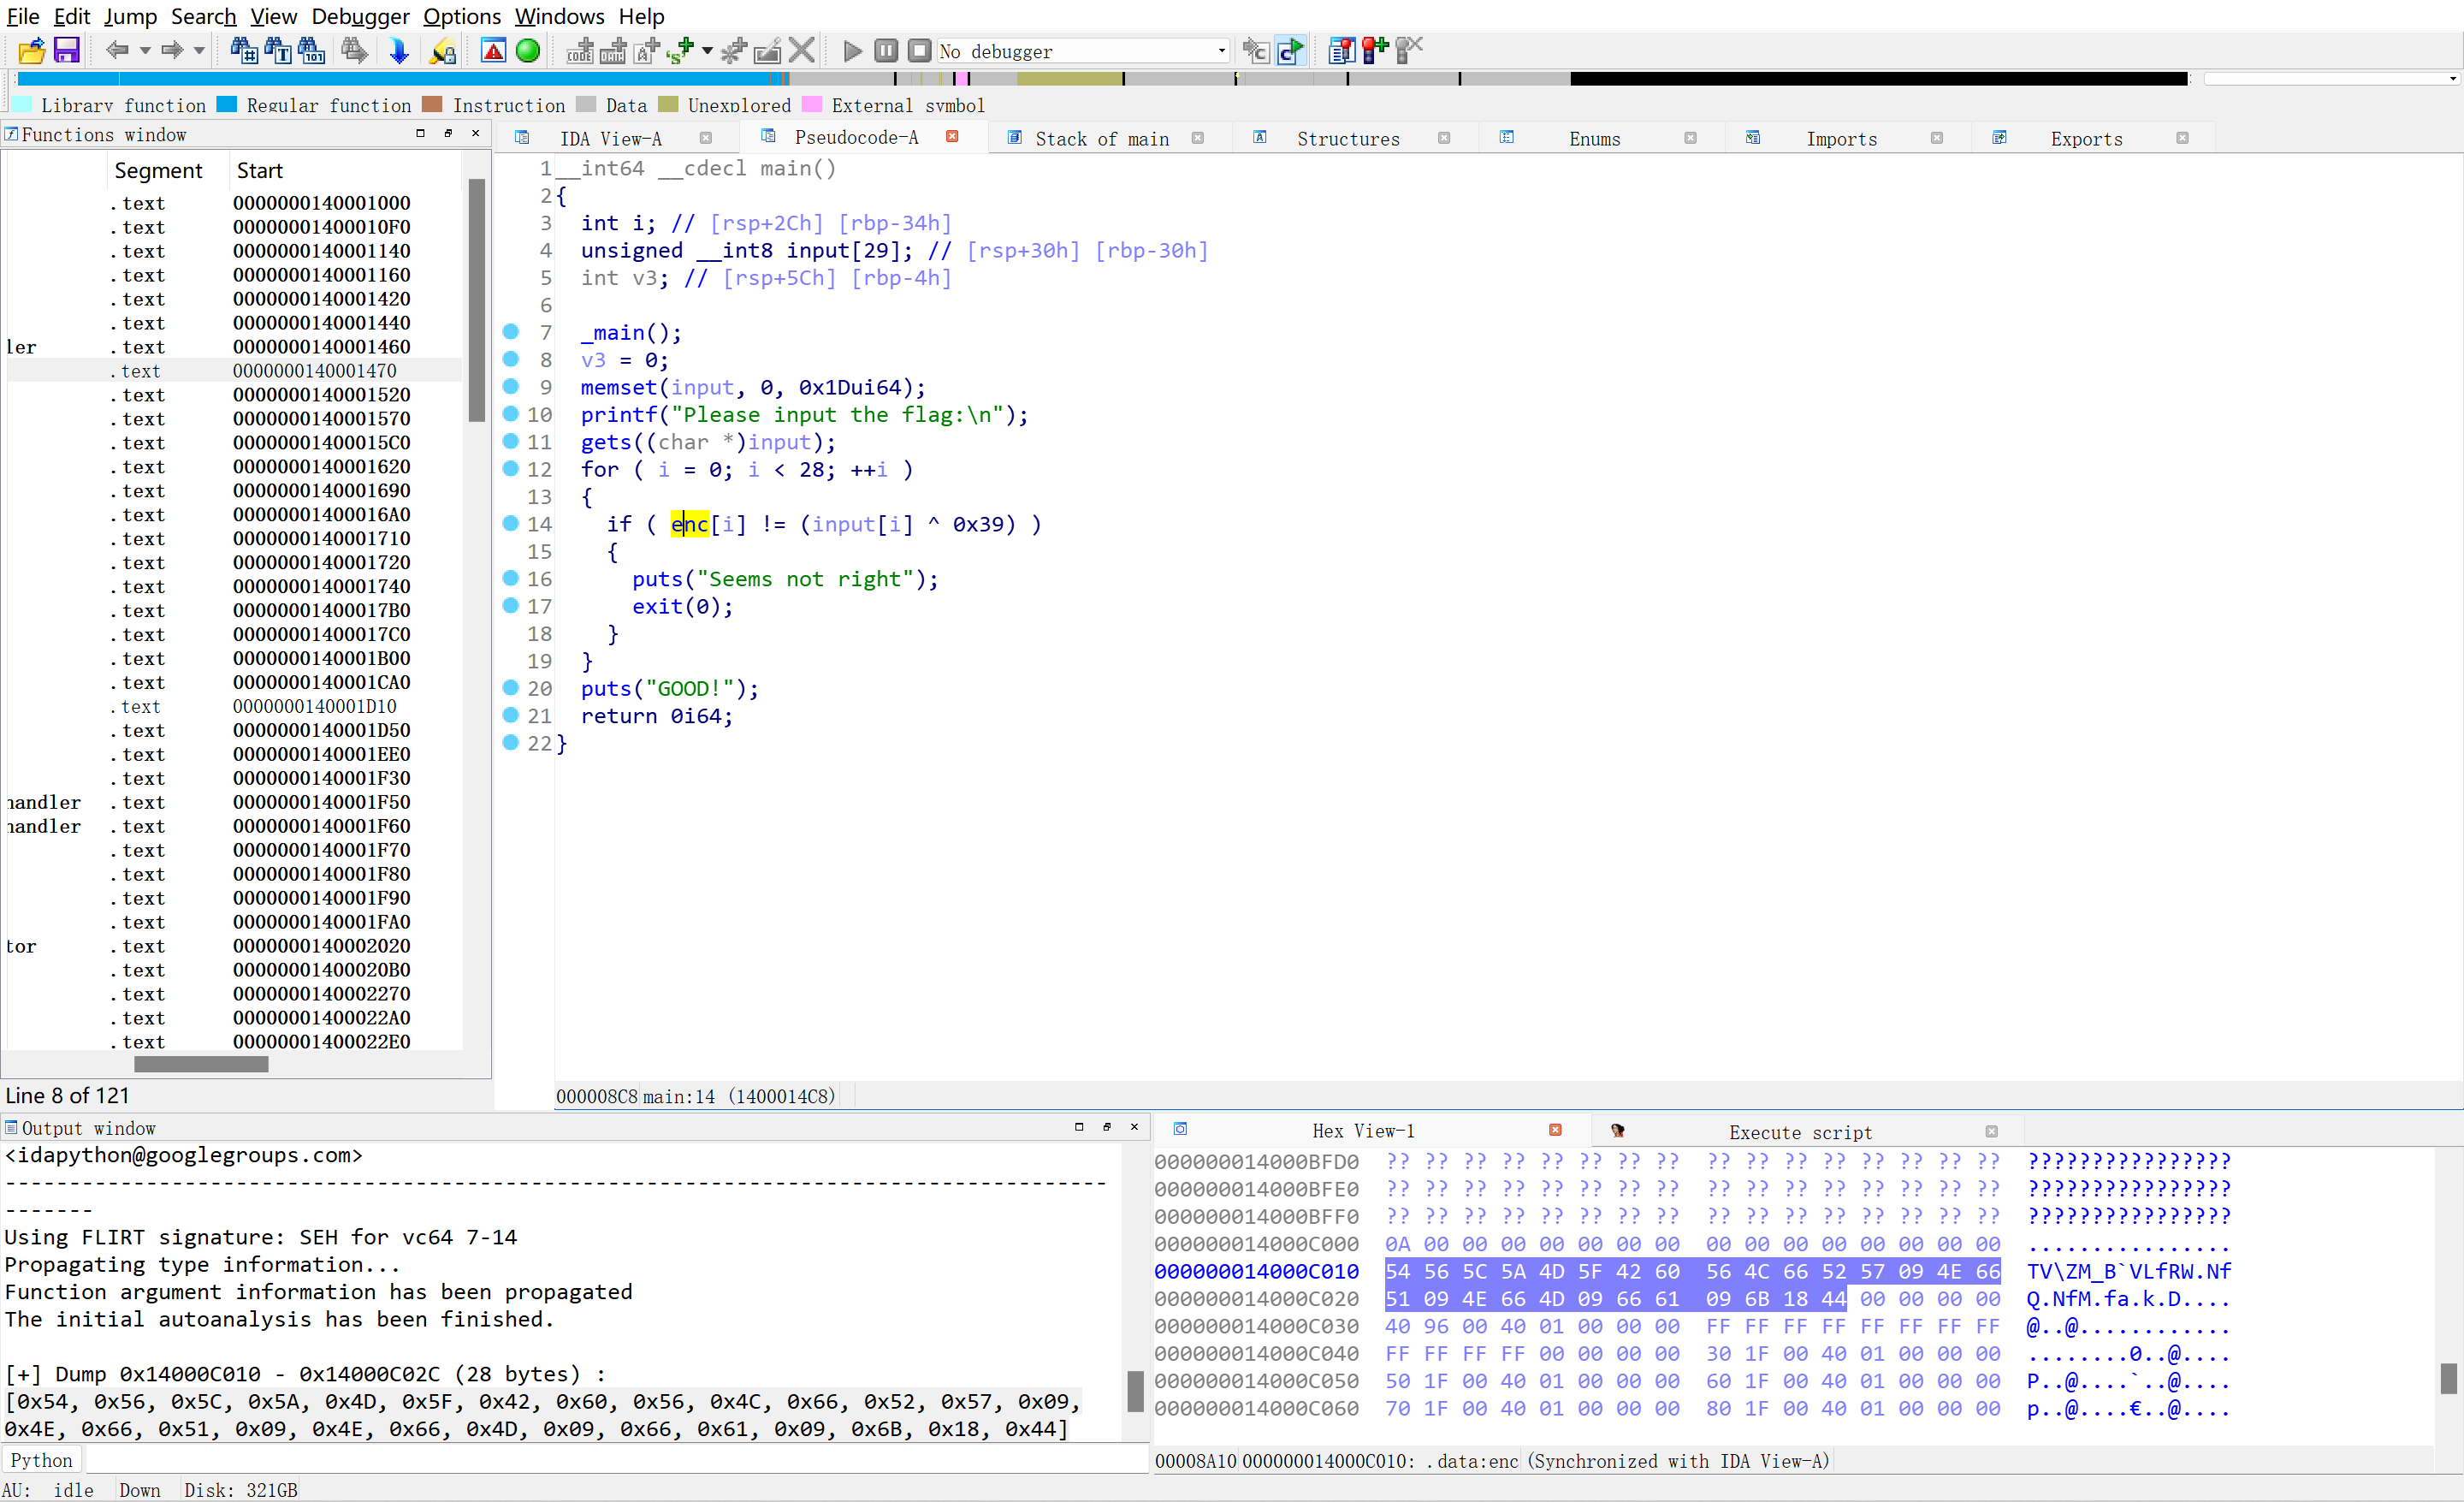 File Edit Jump Search View Debugger Options Windows Help
No debugger
Library function Regular function Instruction Data Unexplored External symbol
Functions window
Segment Start
.text 0000000140001000
.text 00000001400010F0
.text 0000000140001140
.text 0000000140001160
.text 0000000140001420
.text 0000000140001440
ler .text 0000000140001460
.text 0000000140001470
.text 0000000140001520
.text 0000000140001570
.text 00000001400015C0
.text 0000000140001620
.text 0000000140001690
.text 00000001400016A0
.text 0000000140001710
.text 0000000140001720
.text 0000000140001740
.text 00000001400017B0
.text 00000001400017C0
.text 0000000140001B00
.text 0000000140001CA0
.text 0000000140001D10
.text 0000000140001D50
.text 0000000140001EE0
.text 0000000140001F30
handler .text 0000000140001F50
handler .text 0000000140001F60
.text 0000000140001F70
.text 0000000140001F80
.text 0000000140001F90
.text 0000000140001FA0
tor .text 0000000140002020
.text 00000001400020B0
.text 0000000140002270
.text 00000001400022A0
.text 00000001400022E0
Line 8 of 121
IDA View-A Pseudocode-A Stack of main Structures Enums Imports Exports
1 __int64 __cdecl main()
2 {
3 int i; // [rsp+2Ch] [rbp-34h]
4 unsigned __int8 input[29]; // [rsp+30h] [rbp-30h]
5 int v3; // [rsp+5Ch] [rbp-4h]
6
7 _main();
8 v3 = 0;
9 memset(input, 0, 0x1Dui64);
10 printf("Please input the flag:\n");
11 gets((char *)input);
12 for ( i = 0; i < 28; ++i )
13 {
14 if ( enc[i] != (input[i] ^ 0x39) )
15 {
16 puts("Seems not right");
17 exit(0);
18 }
19 }
20 puts("GOOD!");
21 return 0i64;
22 }
000008C8 main:14 (1400014C8)
Output window
<idapython@googlegroups.com>
--------------------------------------------------------------------------------------
-------
Using FLIRT signature: SEH for vc64 7-14
Propagating type information...
Function argument information has been propagated
The initial autoanalysis has been finished.
[+] Dump 0x14000C010 - 0x14000C02C (28 bytes) :
[0x54, 0x56, 0x5C, 0x5A, 0x4D, 0x5F, 0x42, 0x60, 0x56, 0x4C, 0x66, 0x52, 0x57, 0x09,
0x4E, 0x66, 0x51, 0x09, 0x4E, 0x66, 0x4D, 0x09, 0x66, 0x61, 0x09, 0x6B, 0x18, 0x44]
Python
AU: idle Down Disk: 321GB
Hex View-1 Execute script
000000014000BFD0 ?? ?? ?? ?? ?? ?? ?? ?? ?? ?? ?? ?? ?? ?? ?? ?? ????????????????
000000014000BFE0 ?? ?? ?? ?? ?? ?? ?? ?? ?? ?? ?? ?? ?? ?? ?? ?? ????????????????
000000014000BFF0 ?? ?? ?? ?? ?? ?? ?? ?? ?? ?? ?? ?? ?? ?? ?? ?? ????????????????
000000014000C000 0A 00 00 00 00 00 00 00 00 00 00 00 00 00 00 00 ................
000000014000C010 54 56 5C 5A 4D 5F 42 60 56 4C 66 52 57 09 4E 66 TV\ZM_B`VLfRW.Nf
000000014000C020 51 09 4E 66 4D 09 66 61 09 6B 18 44 00 00 00 00 Q.NfM.fa.k.D....
000000014000C030 40 96 00 40 01 00 00 00 FF FF FF FF FF FF FF FF @..@............
000000014000C040 FF FF FF FF 00 00 00 00 30 1F 00 40 01 00 00 00 ........0..@....
000000014000C050 50 1F 00 40 01 00 00 00 60 1F 00 40 01 00 00 00 P..@....`..@....
000000014000C060 70 1F 00 40 01 00 00 00 80 1F 00 40 01 00 00 00 p..@....€..@....
00008A10 000000014000C010: .data:enc (Synchronized with IDA View-A)